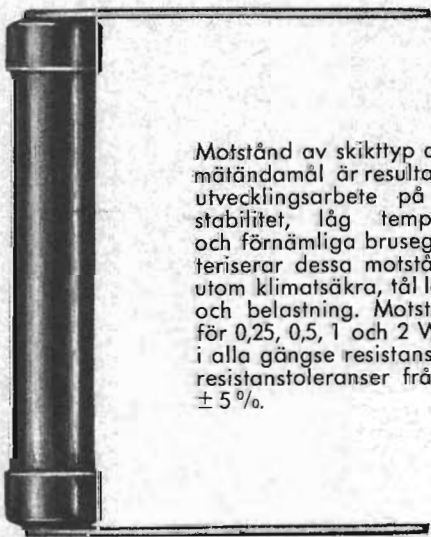 Motstånd av skikttyp
mätändamål är resulta
utvecklingsarbete på
stabilitet, låg temp
och förnämliga bruseg
teriserar dessa motstå
utom klimatsäkra, tål l
och belastning. Motst
för 0,25, 0,5, 1 och 2 W
i alla gängse resistans
resistanstoleranser frå
± 5 %.